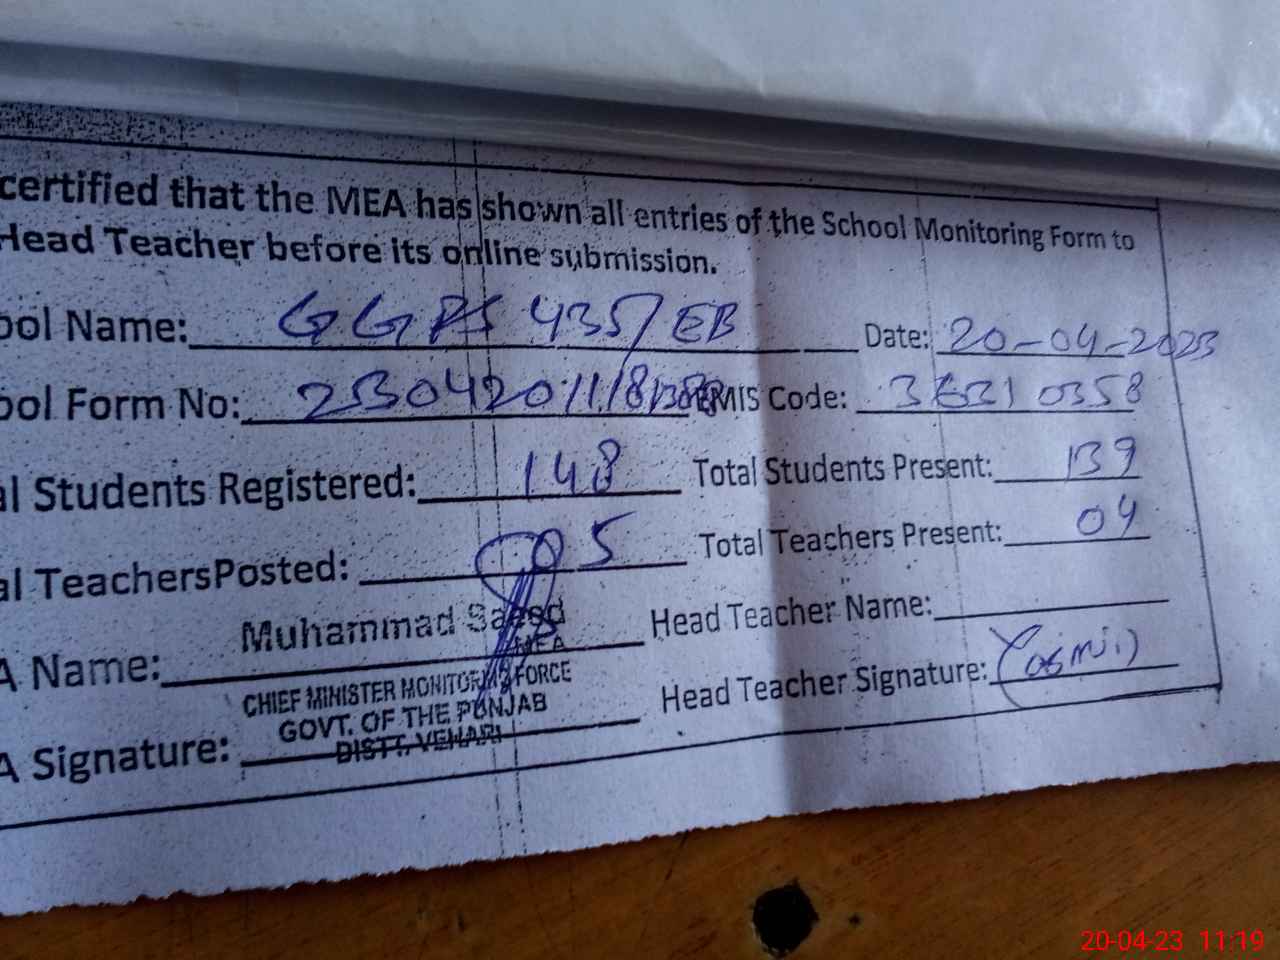 certified that the MEA has shown all entries of the School Monitoring Form to
Head Teacher before its online submission.
ool Name: GGPS 435/EB Date: 20-04-2023
ool Form No: EMIS Code: 36310358
al Students Registered: 148 Total Students Present: 139
al TeachersPosted: 05 Total Teachers Present: 04
A Name: Muhammad Saeed Head Teacher Name:
MEA
CHIEF MINISTER MONITORING FORCE
GOVT. OF THE PUNJAB
DISTT. VEHARI
A Signature: Head Teacher Signature: Yasmin
20-04-23 11:19